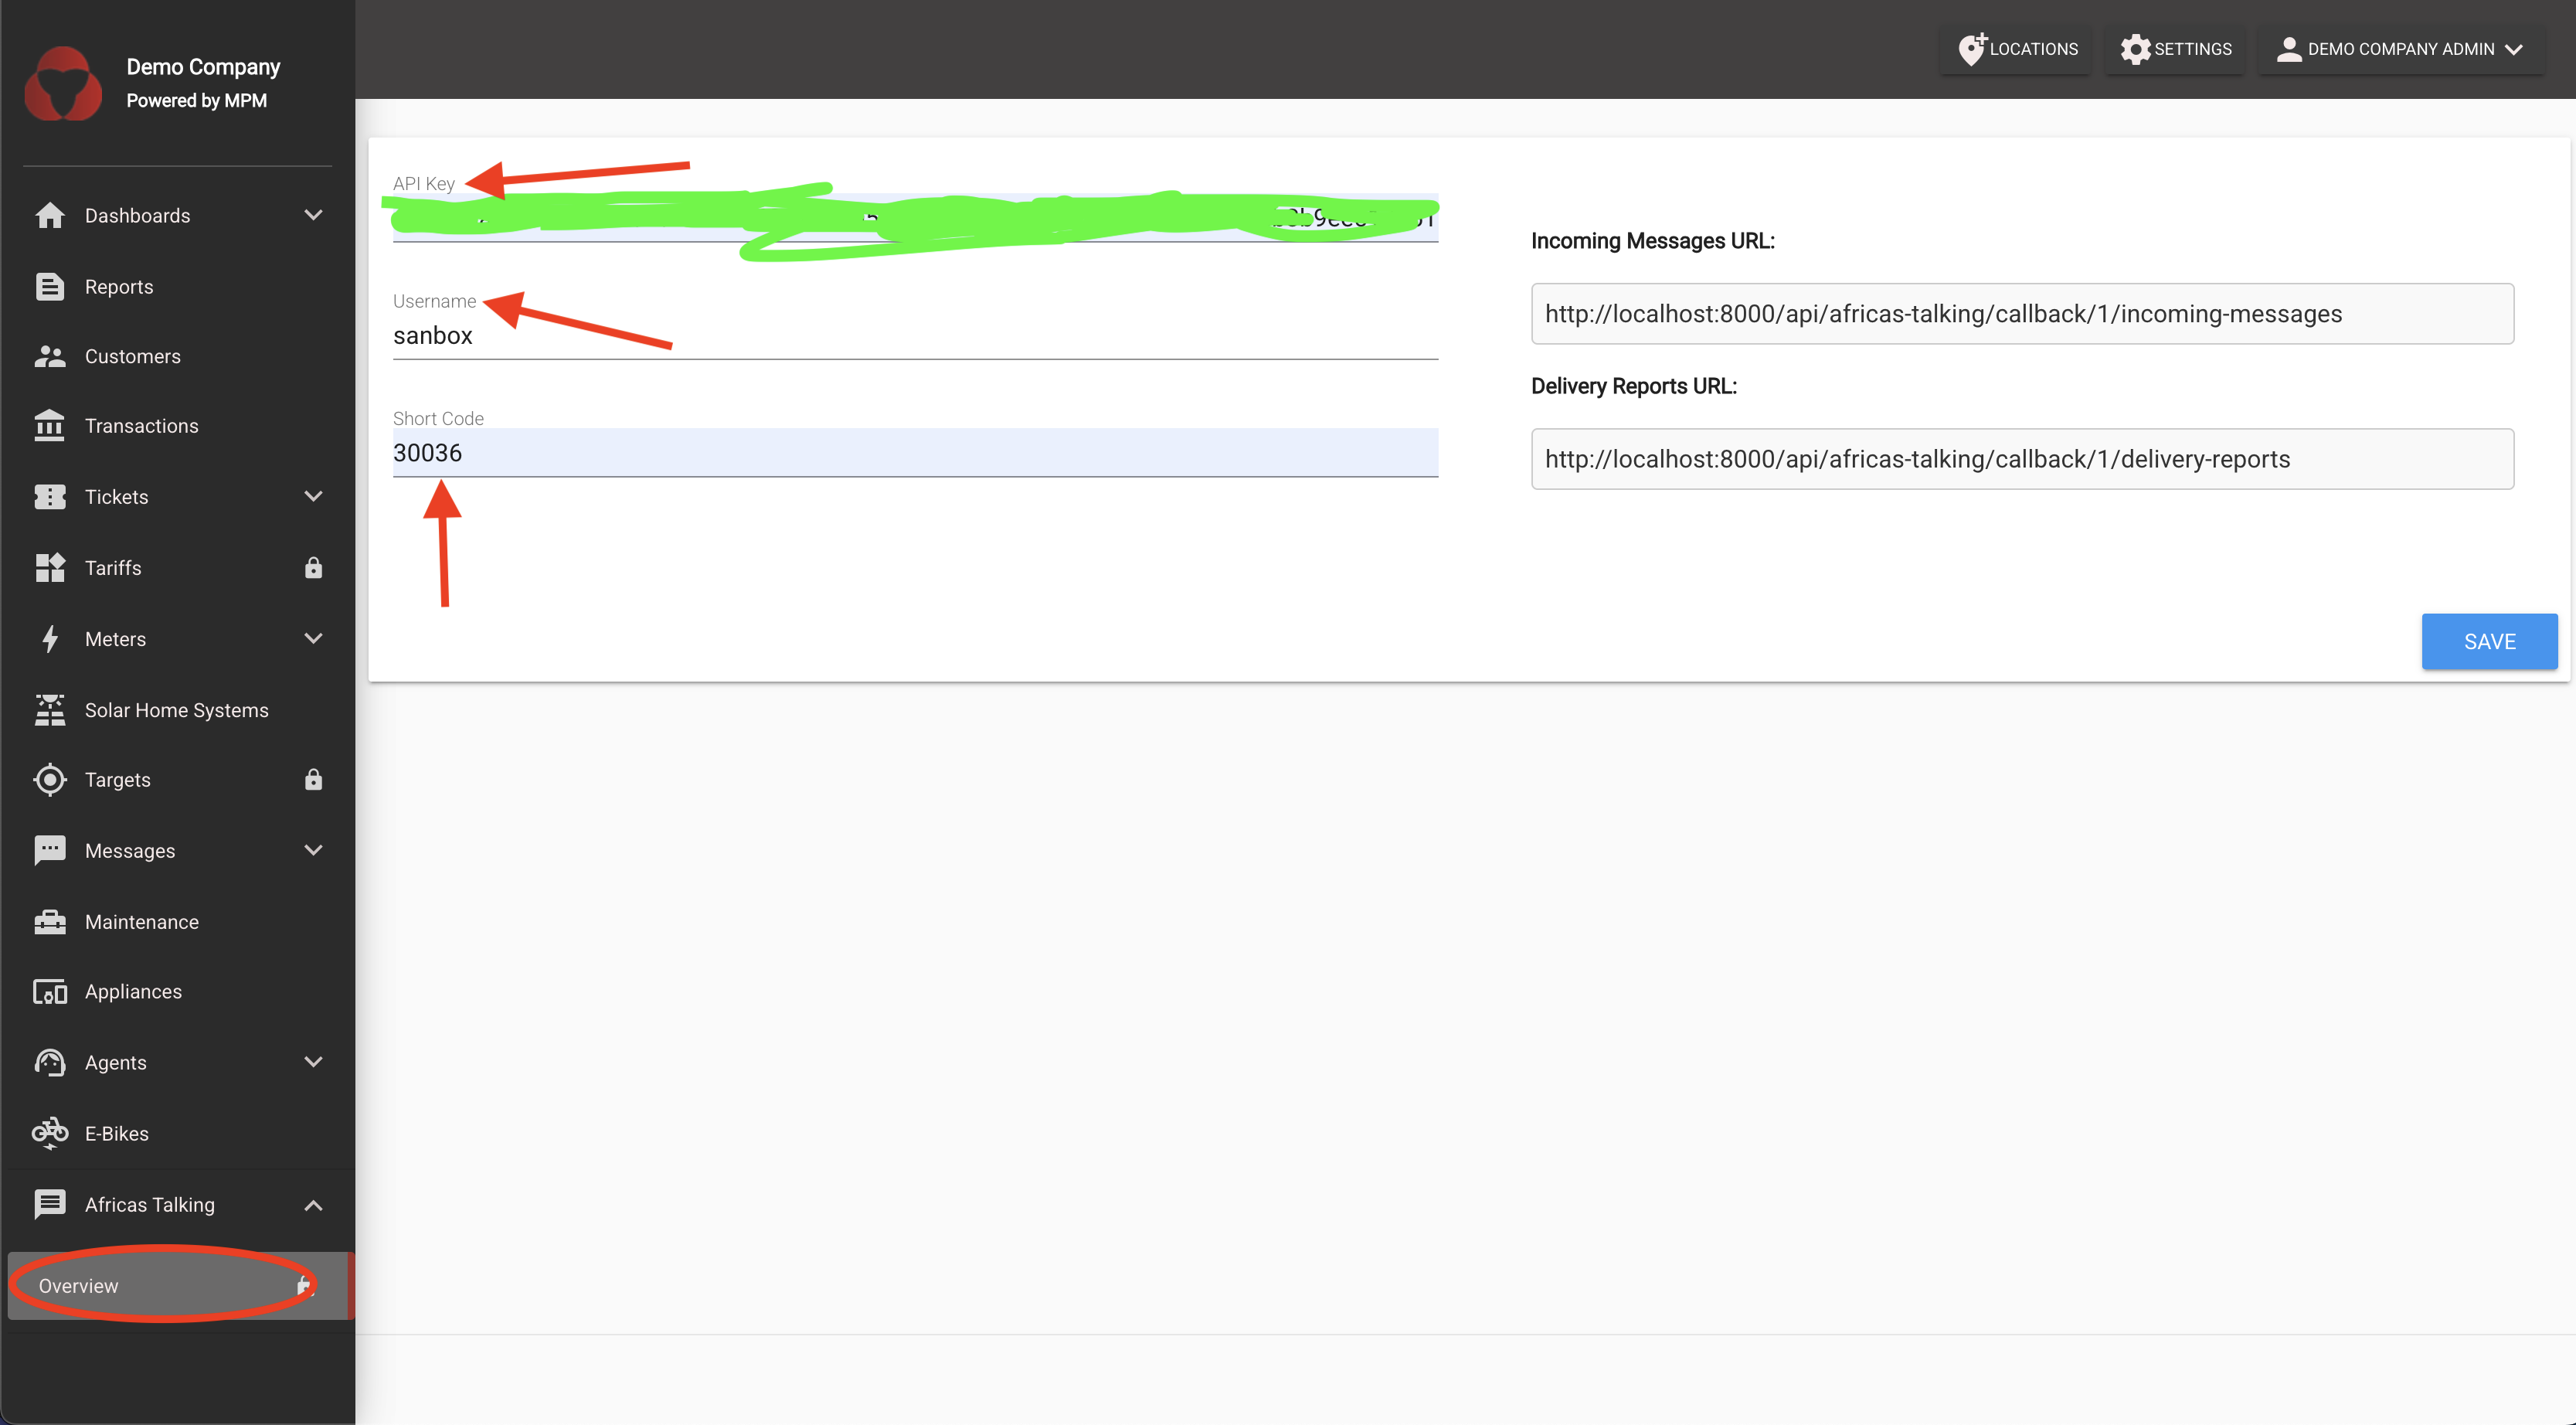 Demo Company
Powered by MPM
LOCATIONS
SETTINGS
DEMO COMPANY ADMIN
Dashboards
Reports
Customers
Transactions
Tickets
Tariffs
Meters
Solar Home Systems
Targets
Messages
Maintenance
Appliances
Agents
E-Bikes
Africas Talking
Overview
API Key
Username
sanbox
Short Code
30036
Incoming Messages URL:
http://localhost:8000/api/africas-talking/callback/1/incoming-messages
Delivery Reports URL:
http://localhost:8000/api/africas-talking/callback/1/delivery-reports
SAVE